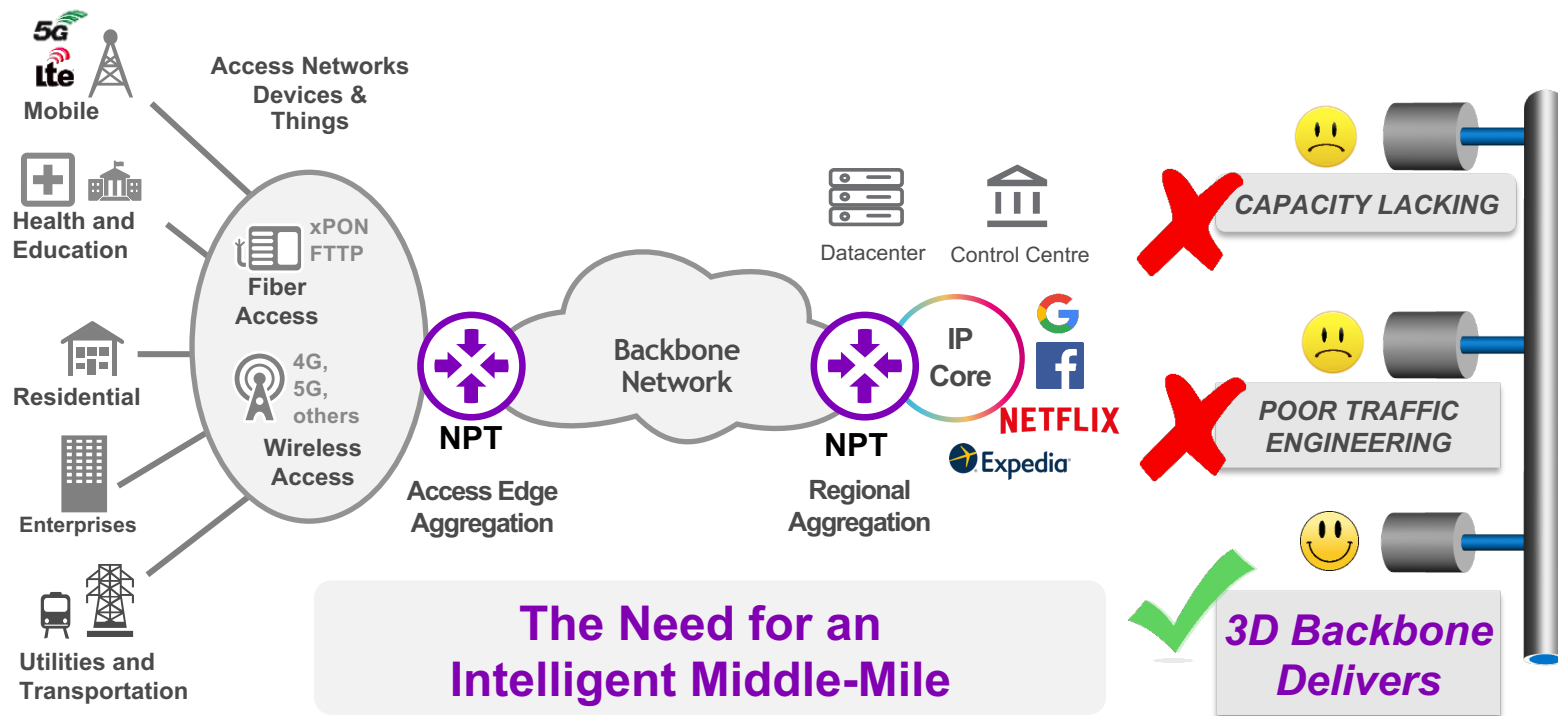 5G
lte
Mobile
Access Networks
Devices &
Things
Health and
Education
xPON
FTTP
Fiber
Access
Residential
4G,
5G,
others
Wireless
Access
Enterprises
Utilities and
Transportation
NPT
Access Edge
Aggregation
Backbone
Network
Datacenter
Control Centre
IP
Core
G
f
NETFLIX
Expedia
NPT
Regional
Aggregation
The Need for an
Intelligent Middle-Mile
CAPACITY LACKING
POOR TRAFFIC
ENGINEERING
3D Backbone
Delivers